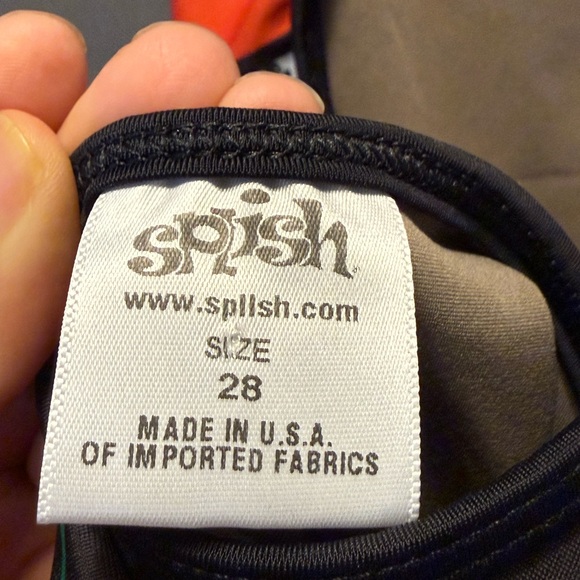 splish
www.splish.com
SIZE
28
MADE IN U.S.A.
OF IMPORTED FABRICS